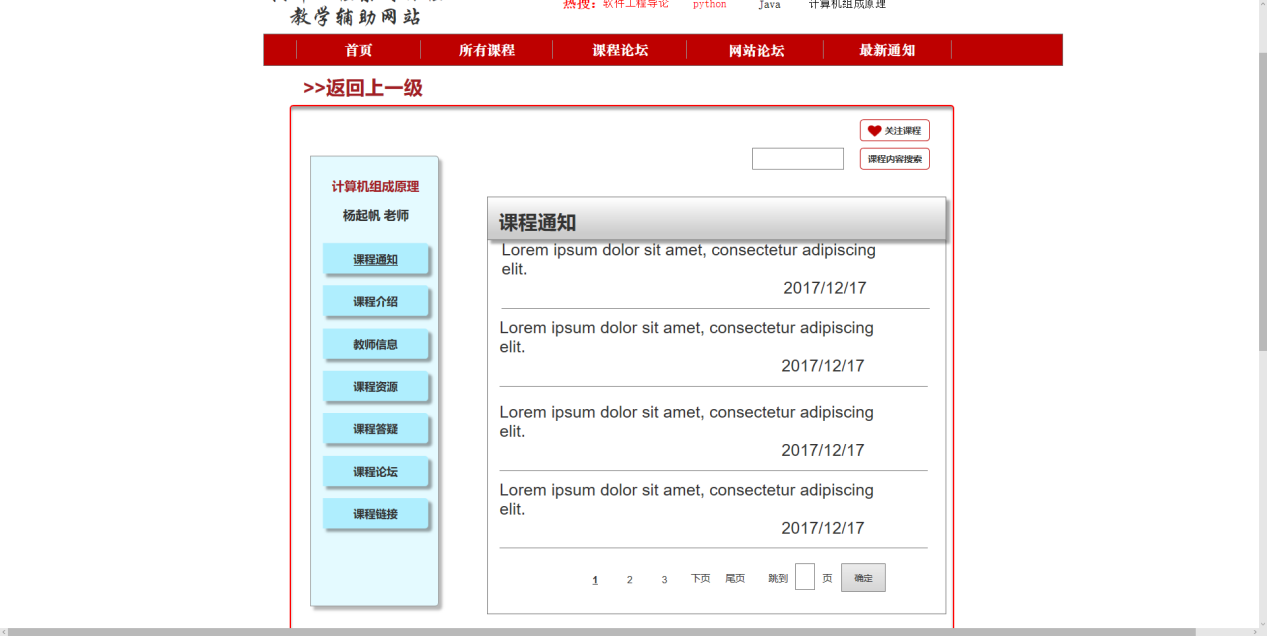 教学辅助网站
热搜：软件工程导论 python Java 计算机组成原理
首页 所有课程 课程论坛 网站论坛 最新通知
>>返回上一级
关注课程
课程内容搜索
计算机组成原理
杨起帆 老师
课程通知
课程介绍
教师信息
课程资源
课程答疑
课程论坛
课程链接
课程通知
Lorem ipsum dolor sit amet, consectetur adipiscing
elit.
2017/12/17
Lorem ipsum dolor sit amet, consectetur adipiscing
elit.
2017/12/17
Lorem ipsum dolor sit amet, consectetur adipiscing
elit.
2017/12/17
Lorem ipsum dolor sit amet, consectetur adipiscing
elit.
2017/12/17
1 2 3 下页 尾页 跳到 页 确定